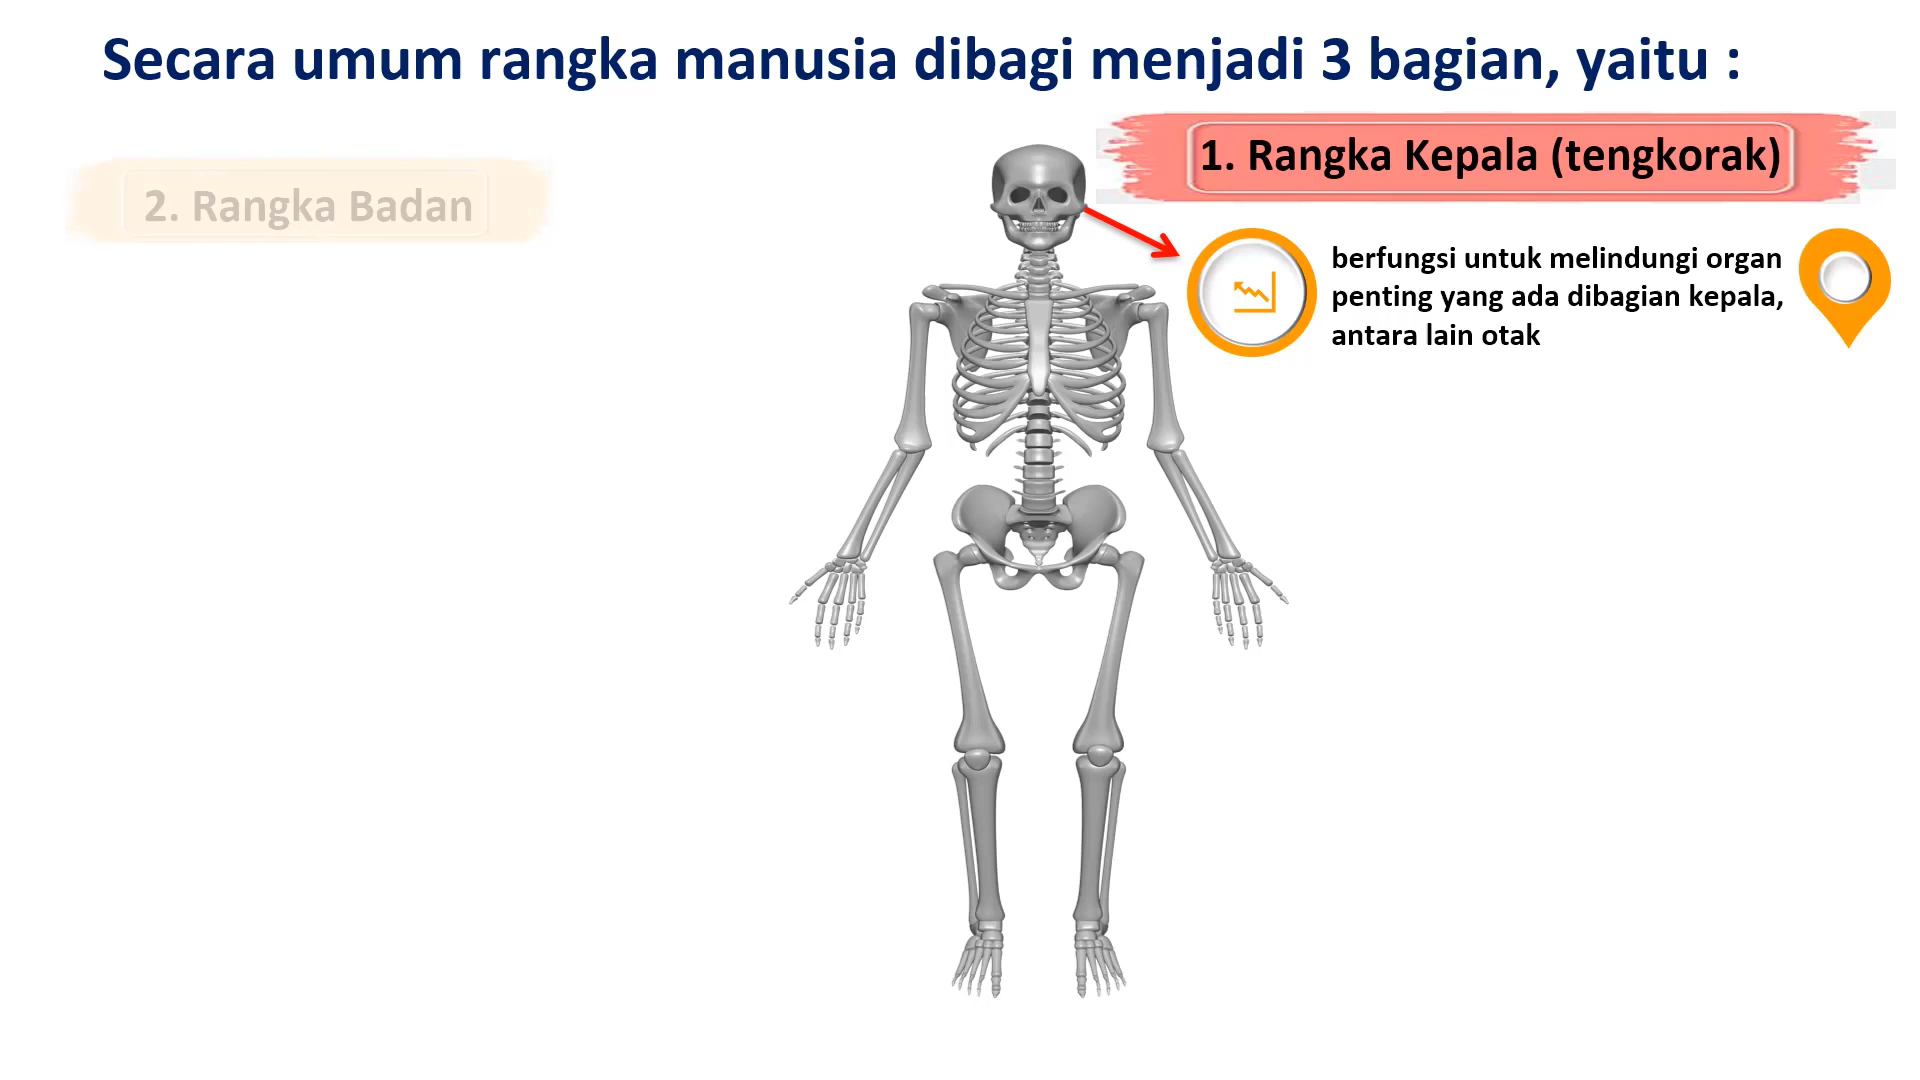 Secara umum rangka manusia dibagi menjadi 3 bagian, yaitu :
1. Rangka Kepala (tengkorak)
2. Rangka Badan
berfungsi untuk melindungi organ
penting yang ada dibagian kepala,
antara lain otak